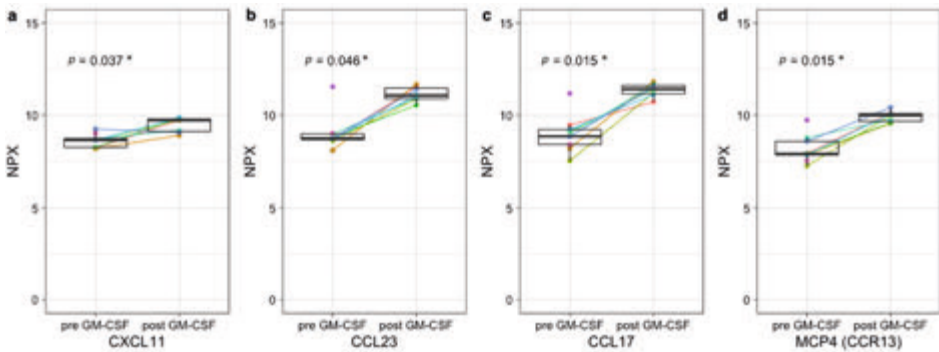 a
15
10
5
0
NPX
p = 0.037 *
pre GM-CSF post GM-CSF
CXCL11
b
15
10
5
0
NPX
p = 0.046 *
pre GM-CSF post GM-CSF
CCL23
c
15
10
5
0
NPX
p = 0.015 *
pre GM-CSF post GM-CSF
CCL17
d
15
10
5
0
NPX
p = 0.015 *
pre GM-CSF post GM-CSF
MCP4 (CCR13)